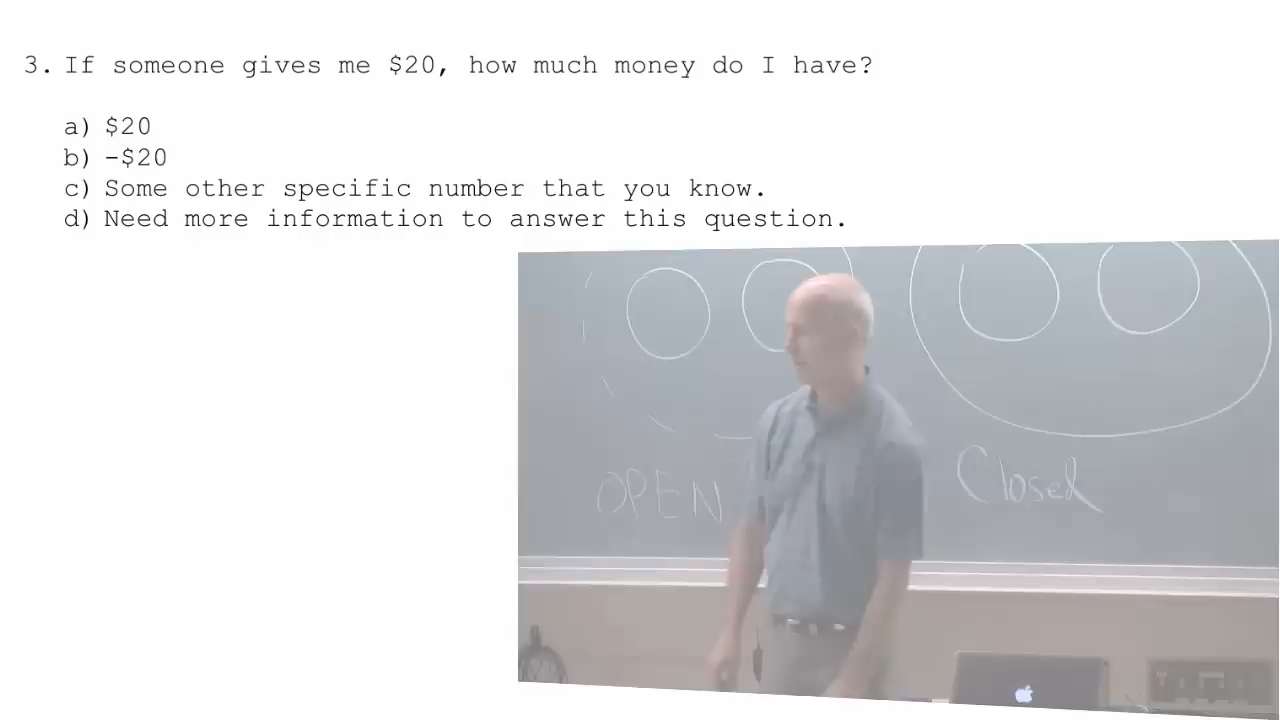 3. If someone gives me $20, how much money do I have?
a) $20
b) -$20
c) Some other specific number that you know.
d) Need more information to answer this question.
OPEN Closed